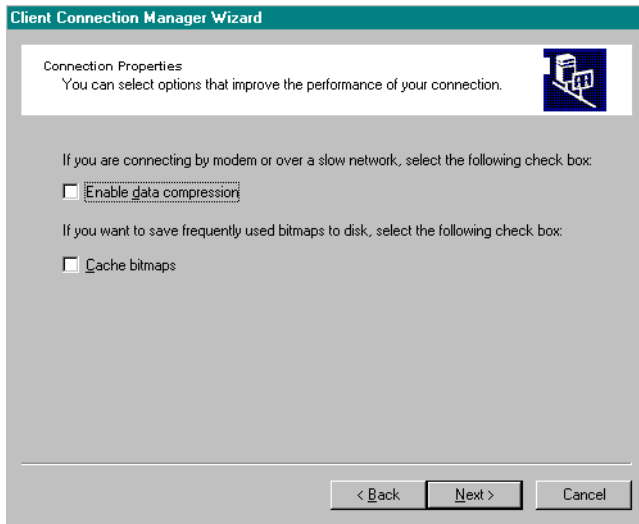 Client Connection Manager Wizard
Connection Properties
You can select options that improve the performance of your connection.
If you are connecting by modem or over a slow network, select the following check box:
Enable data compression
If you want to save frequently used bitmaps to disk, select the following check box:
Cache bitmaps
< Back Next > Cancel